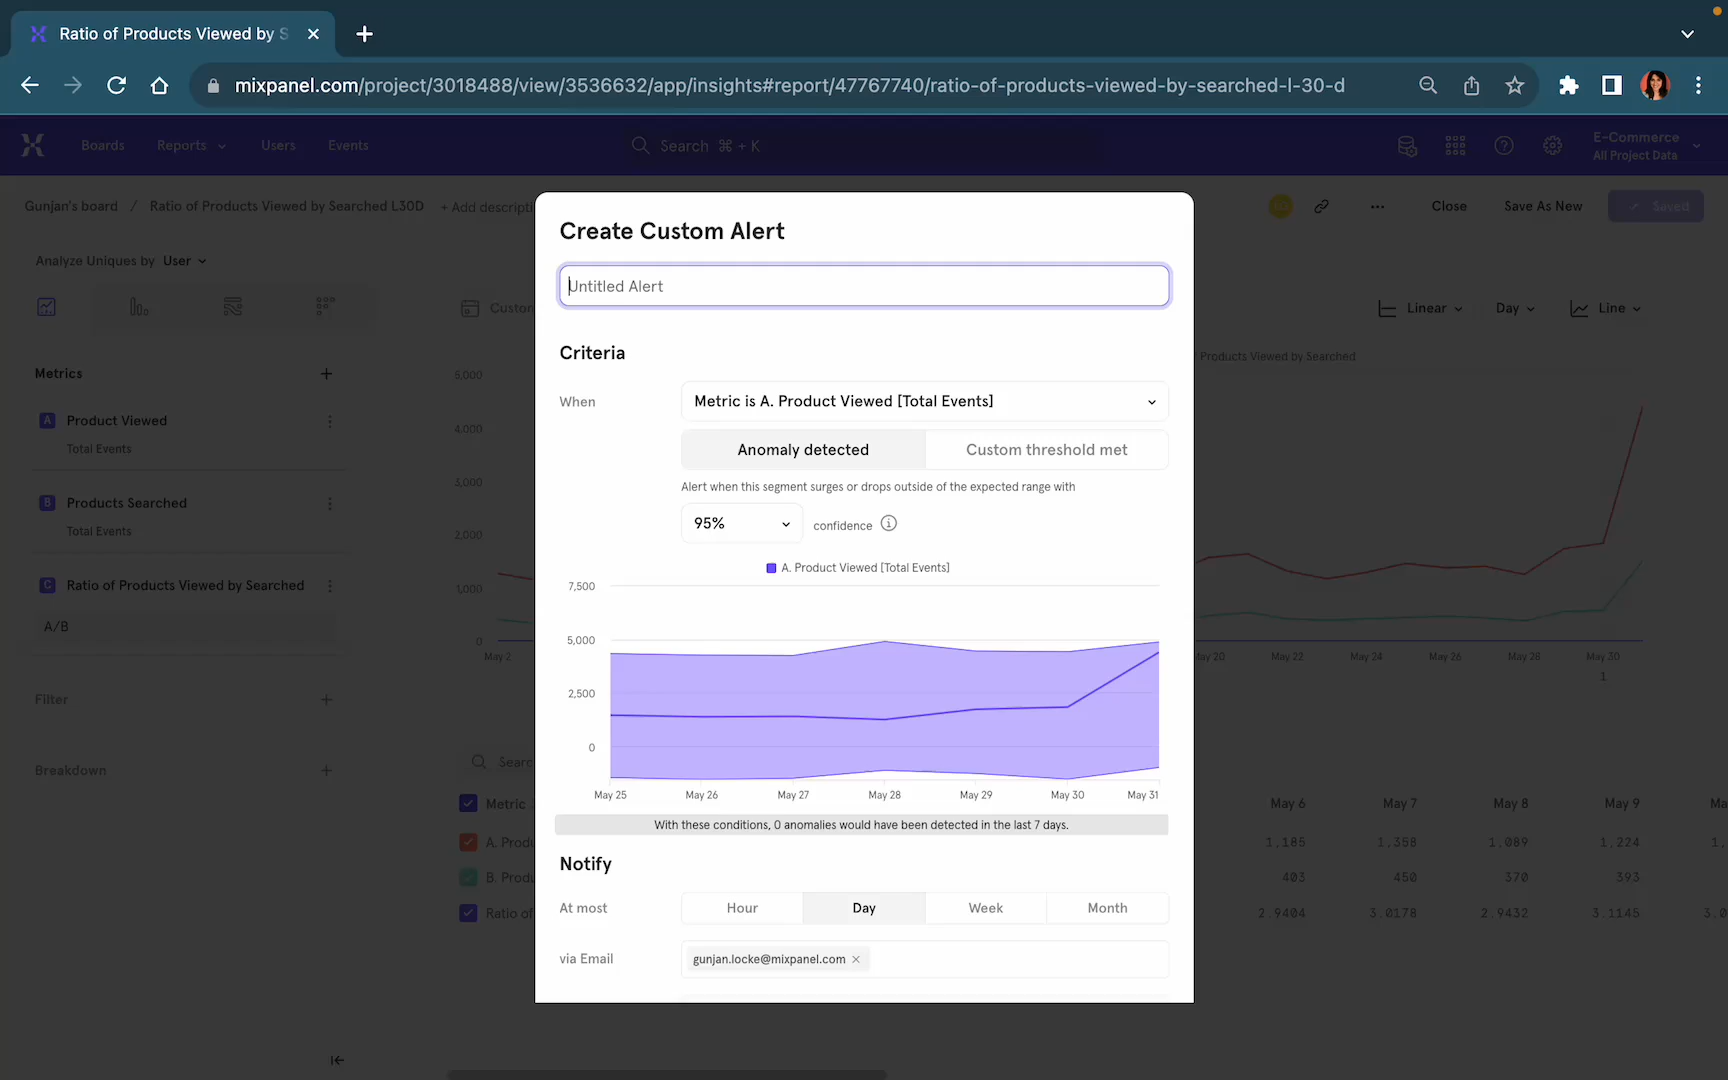 Ratio of Products Viewed by S
mixpanel.com/project/3018488/view/3536632/app/insights#report/47767740/ratio-of-products-viewed-by-searched-l-30-d
Boards Reports Users Events Search ⌘ + K E-Commerce
All Project Data
Gunjan's board / Ratio of Products Viewed by Searched L30D + Add descripti Close Save As New Saved
Create Custom Alert
Analyze Uniques by User
Untitled Alert
Custom Linear Day Line
Criteria
Products Viewed by Searched
Metrics
When Metric is A. Product Viewed [Total Events]
A Product Viewed
Total Events
Anomaly detected Custom threshold met
Alert when this segment surges or drops outside of the expected range with
B Products Searched
Total Events
95% confidence
C Ratio of Products Viewed by Searched
A/B
5,000
4,000
3,000
2,000
1,000
0
May 2
A. Product Viewed [Total Events]
7,500
5,000
2,500
0
May 25 May 26 May 27 May 28 May 29 May 30 May 31
May 20 May 22 May 24 May 26 May 28 May 30
1
With these conditions, 0 anomalies would have been detected in the last 7 days.
Filter
Breakdown
Searc
Metric May 6 May 7 May 8 May 9 Ma
A. Produ 1,185 1,358 1,089 1,224 1,
B. Produ 403 450 370 393
Ratio of 2.9404 3.0178 2.9432 3.1145 3.0
Notify
At most Hour Day Week Month
via Email gunjan.locke@mixpanel.com